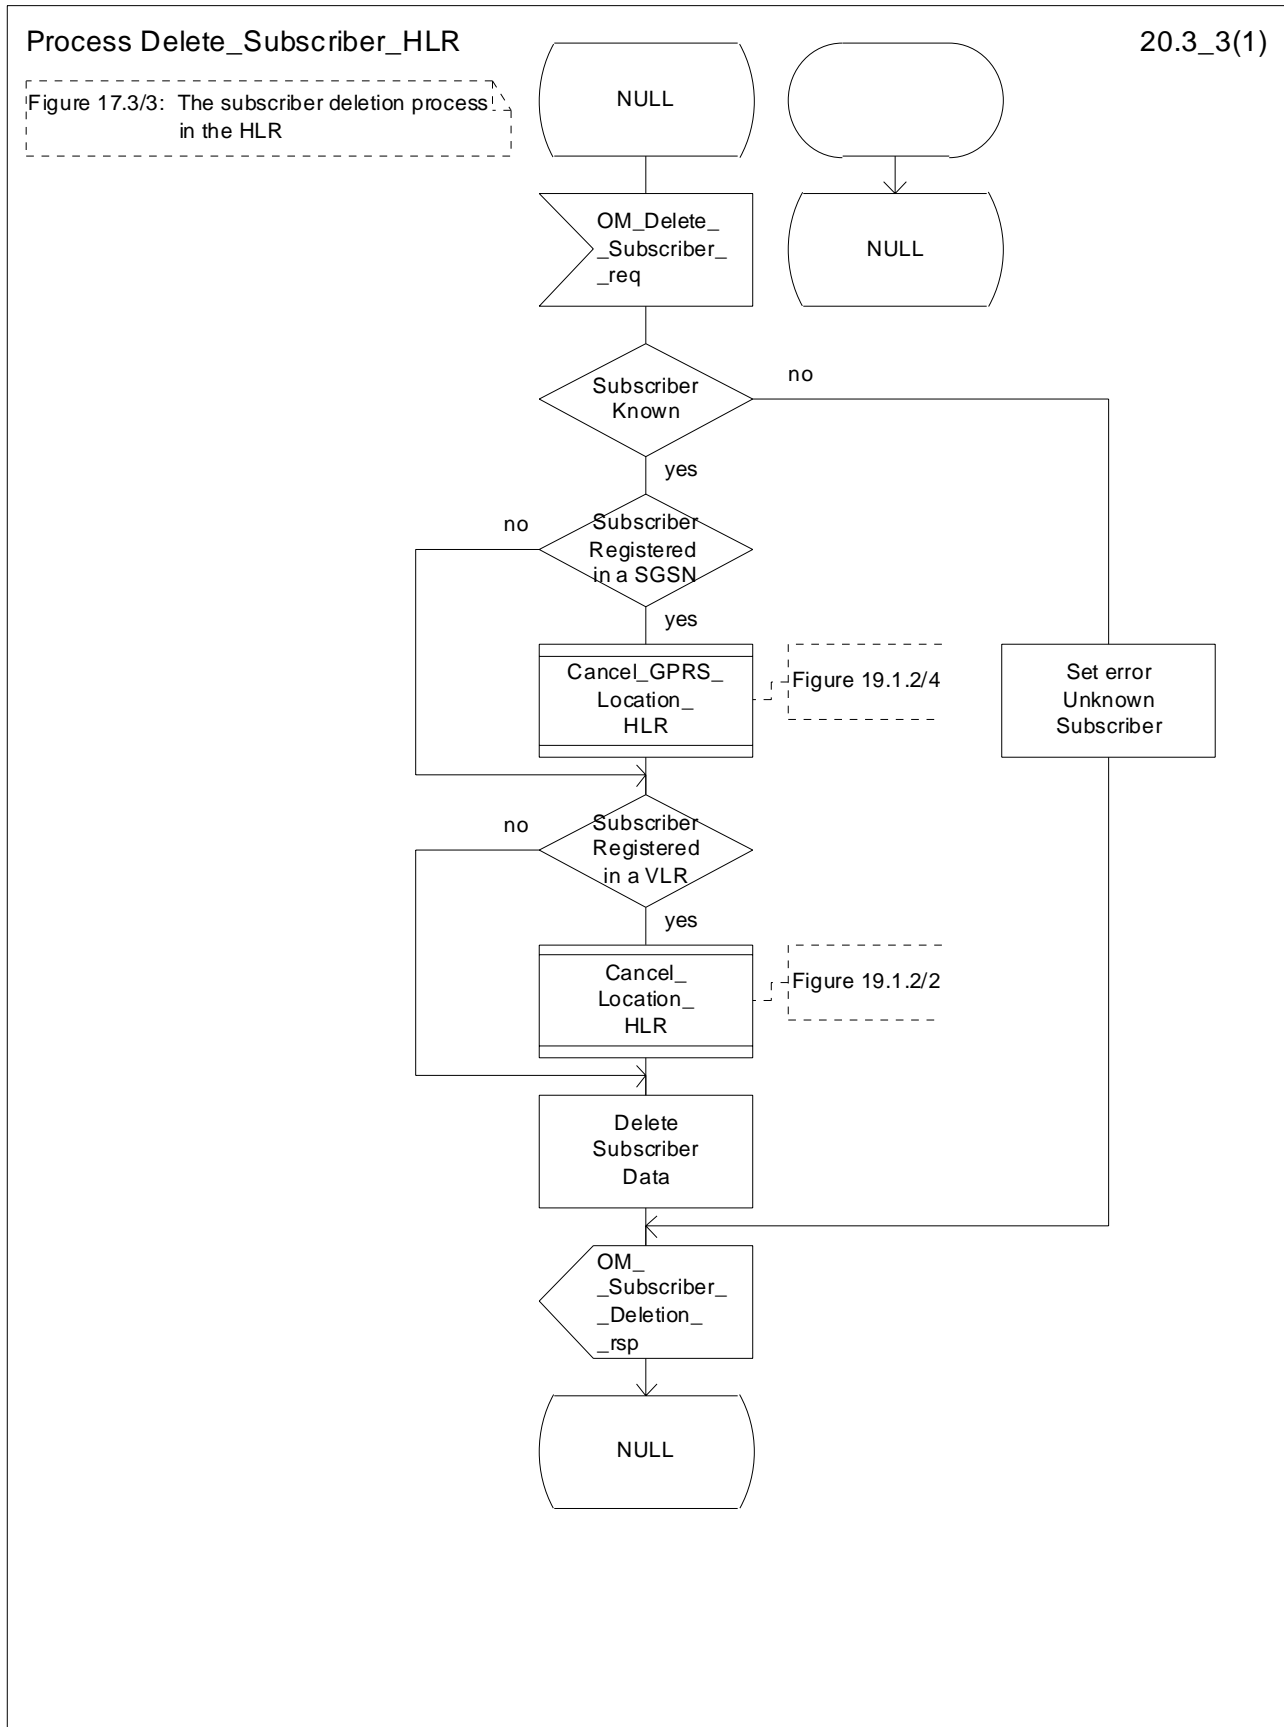 Process Delete_Subscriber_HLR
20.3_3(1)
Figure 17.3/3:  The subscriber deletion process
in the HLR
NULL
OM_Delete_
_Subscriber_
_req
NULL
Subscriber
Known
no
yes
no
Subscriber
Registered
in a SGSN
yes
Cancel_GPRS_
Location_
HLR
Figure 19.1.2/4
Set error
Unknown
Subscriber
no
Subscriber
Registered
in a VLR
yes
Cancel_
Location_
HLR
Figure 19.1.2/2
Delete
Subscriber
Data
OM_
_Subscriber_
_Deletion_
_rsp
NULL